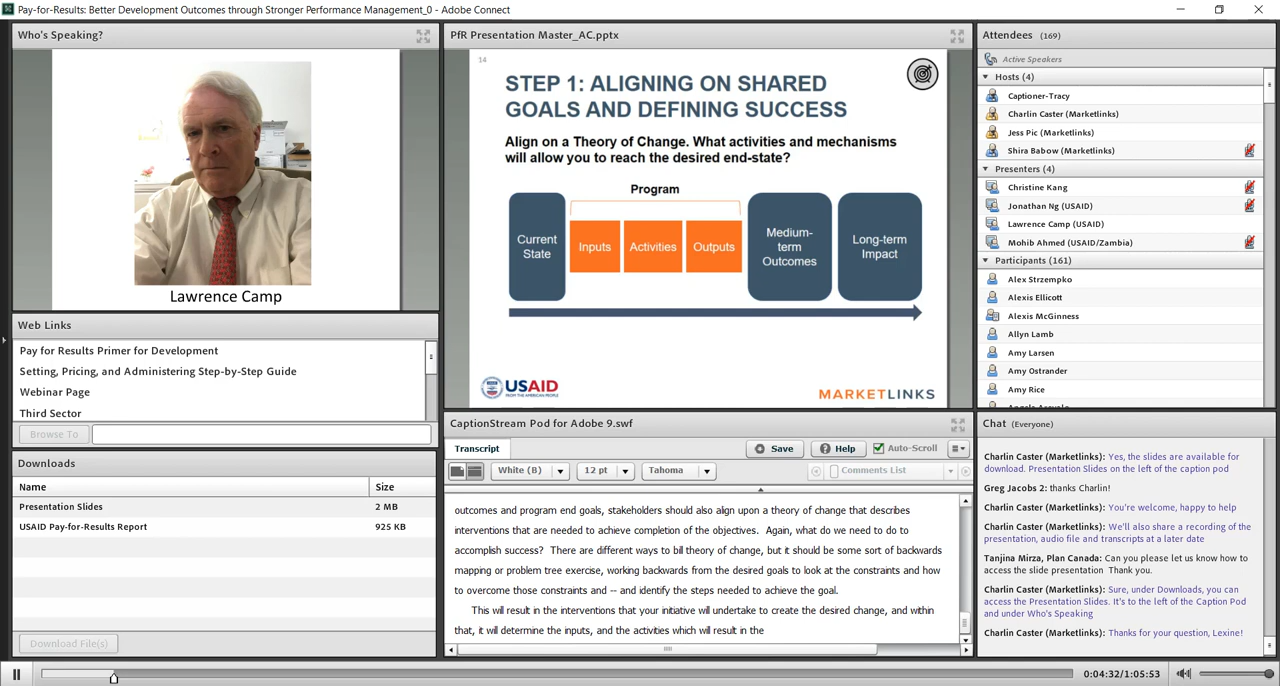 Pay-for-Results: Better Development Outcomes through Stronger Performance Management_0 - Adobe Connect
Who's Speaking?
Lawrence Camp
Web Links
Pay for Results Primer for Development
Setting, Pricing, and Administering Step-by-Step Guide
Webinar Page
Third Sector
Browse To
Downloads
Name Size
Presentation Slides 2 MB
USAID Pay-for-Results Report 925 KB
Download File(s)
PfR Presentation Master_AC.pptx
14
STEP 1: ALIGNING ON SHARED
GOALS AND DEFINING SUCCESS
Align on a Theory of Change. What activities and mechanisms
will allow you to reach the desired end-state?
Program
Current
State
Inputs
Activities
Outputs
Medium-
term
Outcomes
Long-term
Impact
USAID
FROM THE AMERICAN PEOPLE
MARKETLINKS
CaptionStream Pod for Adobe 9.swf
Transcript
Save
Help
Auto-Scroll
White (B)
12 pt
Tahoma
Comments List
outcomes and program end goals, stakeholders should also align upon a theory of change that describes
interventions that are needed to achieve completion of the objectives. Again, what do we need to do to
accomplish success? There are different ways to bill theory of change, but it should be some sort of backwards
mapping or problem tree exercise, working backwards from the desired goals to look at the constraints and how
to overcome those constraints and -- and identify the steps needed to achieve the goal.
This will result in the interventions that your initiative will undertake to create the desired change, and within
that, it will determine the inputs, and the activities which will result in the
Attendees (169)
Active Speakers
Hosts (4)
Captioner-Tracy
Charlin Caster (Marketlinks)
Jess Pic (Marketlinks)
Shira Babow (Marketlinks)
Presenters (4)
Christine Kang
Jonathan Ng (USAID)
Lawrence Camp (USAID)
Mohib Ahmed (USAID/Zambia)
Participants (161)
Alex Strzempko
Alexis Ellicott
Alexis McGinness
Allyn Lamb
Amy Larsen
Amy Ostrander
Amy Rice
Chat (Everyone)
Charlin Caster (Marketlinks): Yes, the slides are available for
download. Presentation Slides on the left of the caption pod
Greg Jacobs 2: thanks Charlin!
Charlin Caster (Marketlinks): You're welcome, happy to help
Charlin Caster (Marketlinks): We'll also share a recording of the
presentation, audio file and transcripts at a later date
Tanjina Mirza, Plan Canada: Can you please let us know how to
access the slide presentation Thank you.
Charlin Caster (Marketlinks): Sure, under Downloads, you can
access the Presentation Slides. It's to the left of the Caption Pod
and under Who's Speaking
Charlin Caster (Marketlinks): Thanks for your question, Lexine!
0:04:32/1:05:53